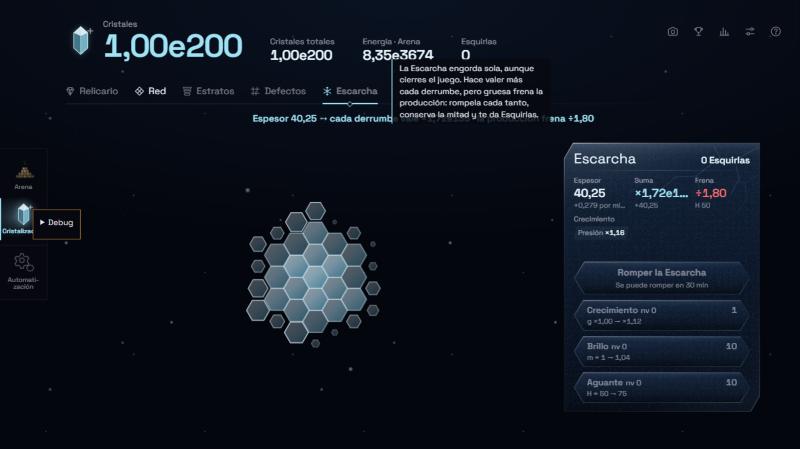 Cristales
1,00e200
Cristales totales
1,00e200
Energía · Arena
8,35e3674
Esquirlas
0
La Escarcha engorda sola, aunque
cierres el juego. Hace valer más
cada derrumbe, pero gruesa frena la
producción: rompela cada tanto,
conserva la mitad y te da Esquirlas.
Relicario
Red
Estratos
Defectos
Escarcha
Espesor 40,25 → cada derrumbe
la producción frena ÷1,80
Arena
Cristaliza
Debug
Automati-
zación
Escarcha
0 Esquirlas
Espesor
Suma
Frena
40,25
×1,72e1...
÷1,80
+0,279 por mi...
+40,25
H 50
Crecimiento
Presión ×1,16
Romper la Escarcha
Se puede romper en 30 min
Crecimiento nv 0
1
g ×1,00 → ×1,12
Brillo nv 0
10
m = 1 → 1,04
Aguante nv 0
10
H = 50 → 75